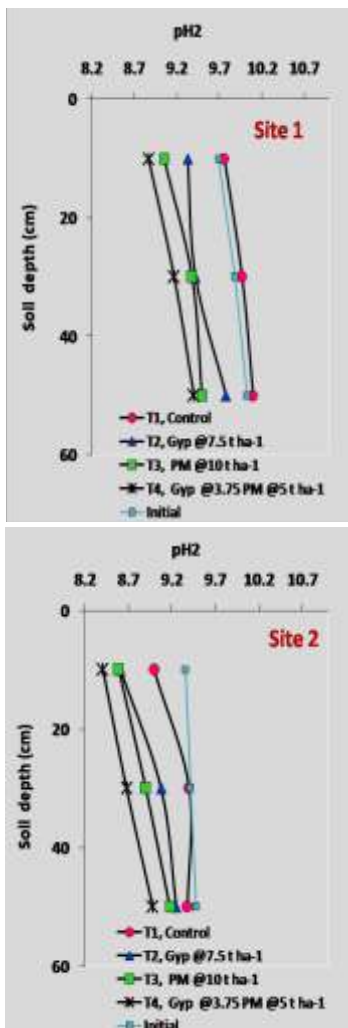 pH2
8.2 8.7 9.2 9.7 10.2 10.7
0
Site 1
20
Soil depth (cm)
40
T1, Control
T2, Gyp @7.5 t ha-1
T3, PM @10 t ha-1
T4, Gyp @3.75 PM @5 t ha-1
60
Initial
pH2
8.2 8.7 9.2 9.7 10.2 10.7
0
Site 2
20
Soil depth (cm)
40
T1, Control
T2, Gyp @7.5 t ha-1
60
T3, PM @10 t ha-1
T4, Gyp @3.75 PM @5 t ha-1
Initial